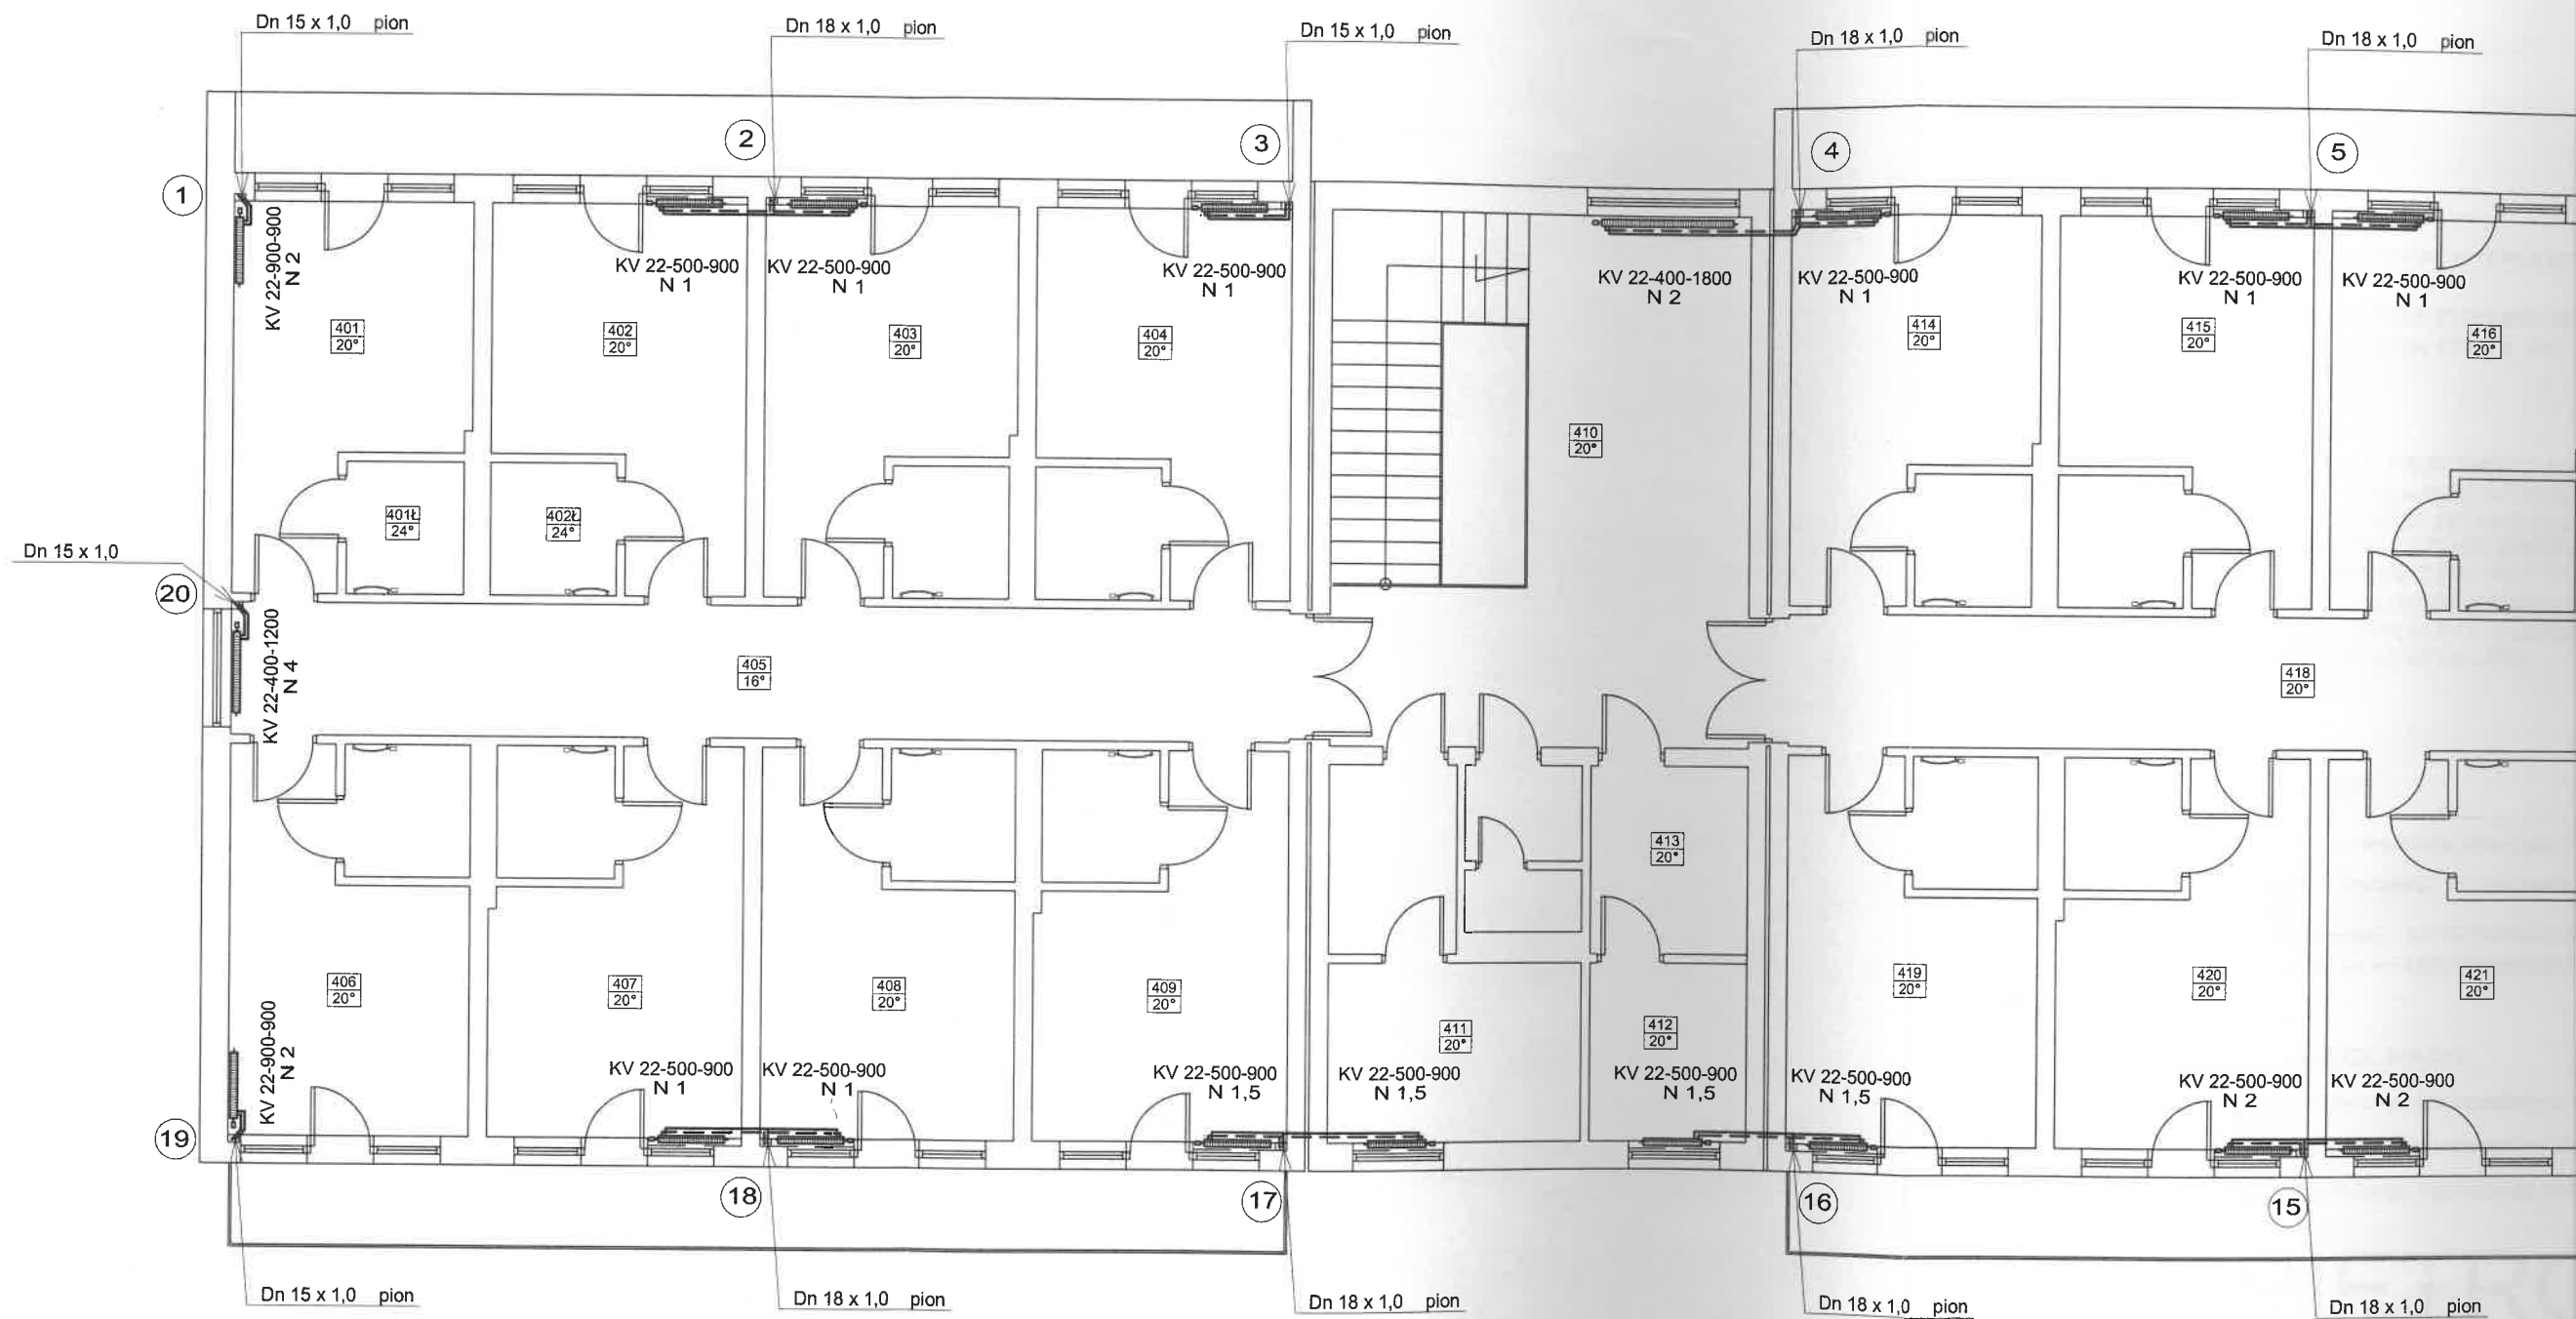 Dn 15 x 1,0 pion
Dn 18 x 1,0 pion
Dn 15 x 1,0 pion
Dn 18 x 1,0 pion
Dn 18 x 1,0 pion
1
2
3
4
5
KV 22-900-900
N 2
KV 22-500-900
N 1
KV 22-500-900
N 1
KV 22-500-900
N 1
KV 22-400-1800
N 2
KV 22-500-900
N 1
KV 22-500-900
N 1
KV 22-500-900
N 1
401
20°
402
20°
403
20°
404
20°
410
20°
414
20°
415
20°
416
20°
401Ł
24°
402Ł
24°
Dn 15 x 1,0
20
KV 22-400-1200
N 4
405
16°
418
20°
413
20°
406
20°
407
20°
408
20°
409
20°
411
20°
412
20°
419
20°
420
20°
421
20°
KV 22-900-900
N 2
KV 22-500-900
N 1
KV 22-500-900
N 1
KV 22-500-900
N 1,5
KV 22-500-900
N 1,5
KV 22-500-900
N 1,5
KV 22-500-900
N 1,5
KV 22-500-900
N 2
KV 22-500-900
N 2
19
18
17
16
15
Dn 15 x 1,0 pion
Dn 18 x 1,0 pion
Dn 18 x 1,0 pion
Dn 18 x 1,0 pion
Dn 18 x 1,0 pion